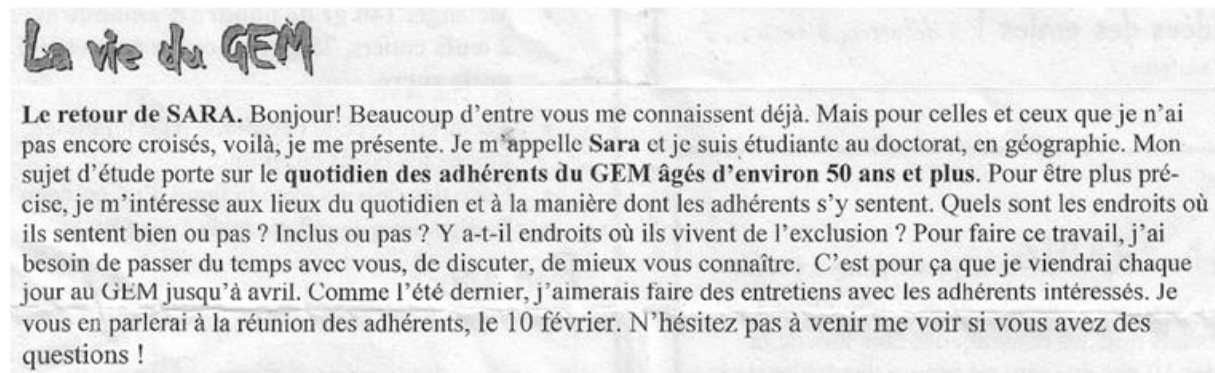 La vie du GEM
Le retour de SARA. Bonjour! Beaucoup d'entre vous me connaissent déjà. Mais pour celles et ceux que je n'ai
pas encore croisés, voilà, je me présente. Je m'appelle Sara et je suis étudiante au doctorat, en géographie. Mon
sujet d'étude porte sur le quotidien des adhérents du GEM âgés d'environ 50 ans et plus. Pour être plus pré-
cise, je m'intéresse aux lieux du quotidien et à la manière dont les adhérents s'y sentent. Quels sont les endroits où
ils sentent bien ou pas ? Inclus ou pas ? Y a-t-il endroits où ils vivent de l'exclusion ? Pour faire ce travail, j'ai
besoin de passer du temps avec vous, de discuter, de mieux vous connaître. C'est pour ça que je viendrai chaque
jour au GEM jusqu'à avril. Comme l'été dernier, j'aimerais faire des entretiens avec les adhérents intéressés. Je
vous en parlerai à la réunion des adhérents, le 10 février. N'hésitez pas à venir me voir si vous avez des
questions !